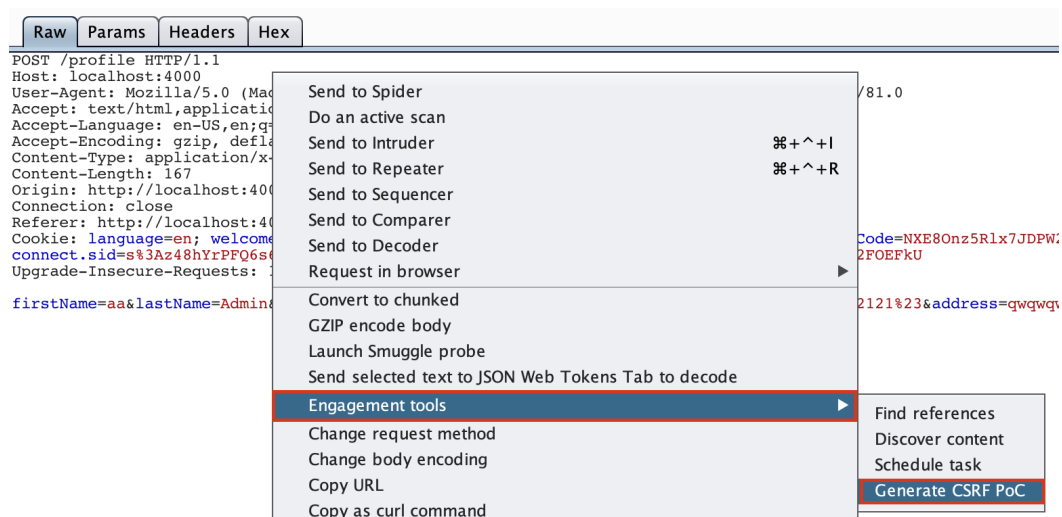 Raw Params Headers Hex
POST /profile HTTP/1.1
Host: localhost:4000
User-Agent: Mozilla/5.0 (Mac /81.0
Accept: text/html,applicatio
Accept-Language: en-US,en;q=
Accept-Encoding: gzip, defla
Content-Type: application/x-
Content-Length: 167
Origin: http://localhost:400
Connection: close
Referer: http://localhost:40
Cookie: language=en; welcome Code=NXE8Onz5Rlx7JDPW2
connect.sid=s%3Az48hYrPFQ6s6 2FOEFkU
Upgrade-Insecure-Requests: 1
firstName=aa&lastName=Admin& 2121%23&address=qwqwqw
Send to Spider
Do an active scan
Send to Intruder ⌘+^+I
Send to Repeater ⌘+^+R
Send to Sequencer
Send to Comparer
Send to Decoder
Request in browser
Convert to chunked
GZIP encode body
Launch Smuggle probe
Send selected text to JSON Web Tokens Tab to decode
Engagement tools
Change request method
Change body encoding
Copy URL
Copy as curl command
Find references
Discover content
Schedule task
Generate CSRF PoC